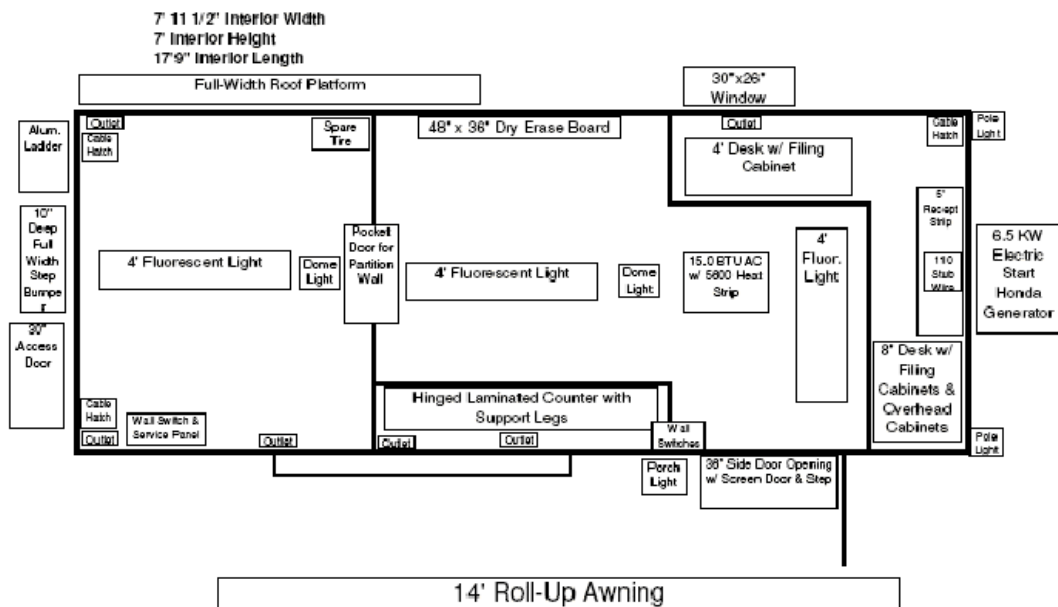 7' 11 1/2" Interior Width
7' Interior Height
17'9" Interior Length
Full-Width Roof Platform
30"x26"
Window
Alum.
Ladder
Outlet
Cable
Hatch
Spare
Tire
48" x 36" Dry Erase Board
Outlet
4' Desk w/ Filing
Cabinet
Cable
Hatch
Pole
Light
10"
Deep
Full
Width
Step
Bumpe
r
4' Fluorescent Light
Dome
Light
Pocket
Door for
Partition
Wall
4' Fluorescent Light
Dome
Light
15.0 BTU AC
w/ 5600 Heat
Strip
4'
Fluor.
Light
5'
Recept
Strip
110
Stub
Wire
6.5 KW
Electric
Start
Honda
Generator
30"
Access
Door
Cable
Hatch
Outlet
Wall Switch &
Service Panel
Outlet
Hinged Laminated Counter with
Support Legs
Outlet
Outlet
Wall
Switches
8" Desk w/
Filing
Cabinets &
Overhead
Cabinets
Pole
Light
Porch
Light
36" Side Door Opening
w/ Screen Door & Step
14' Roll-Up Awning